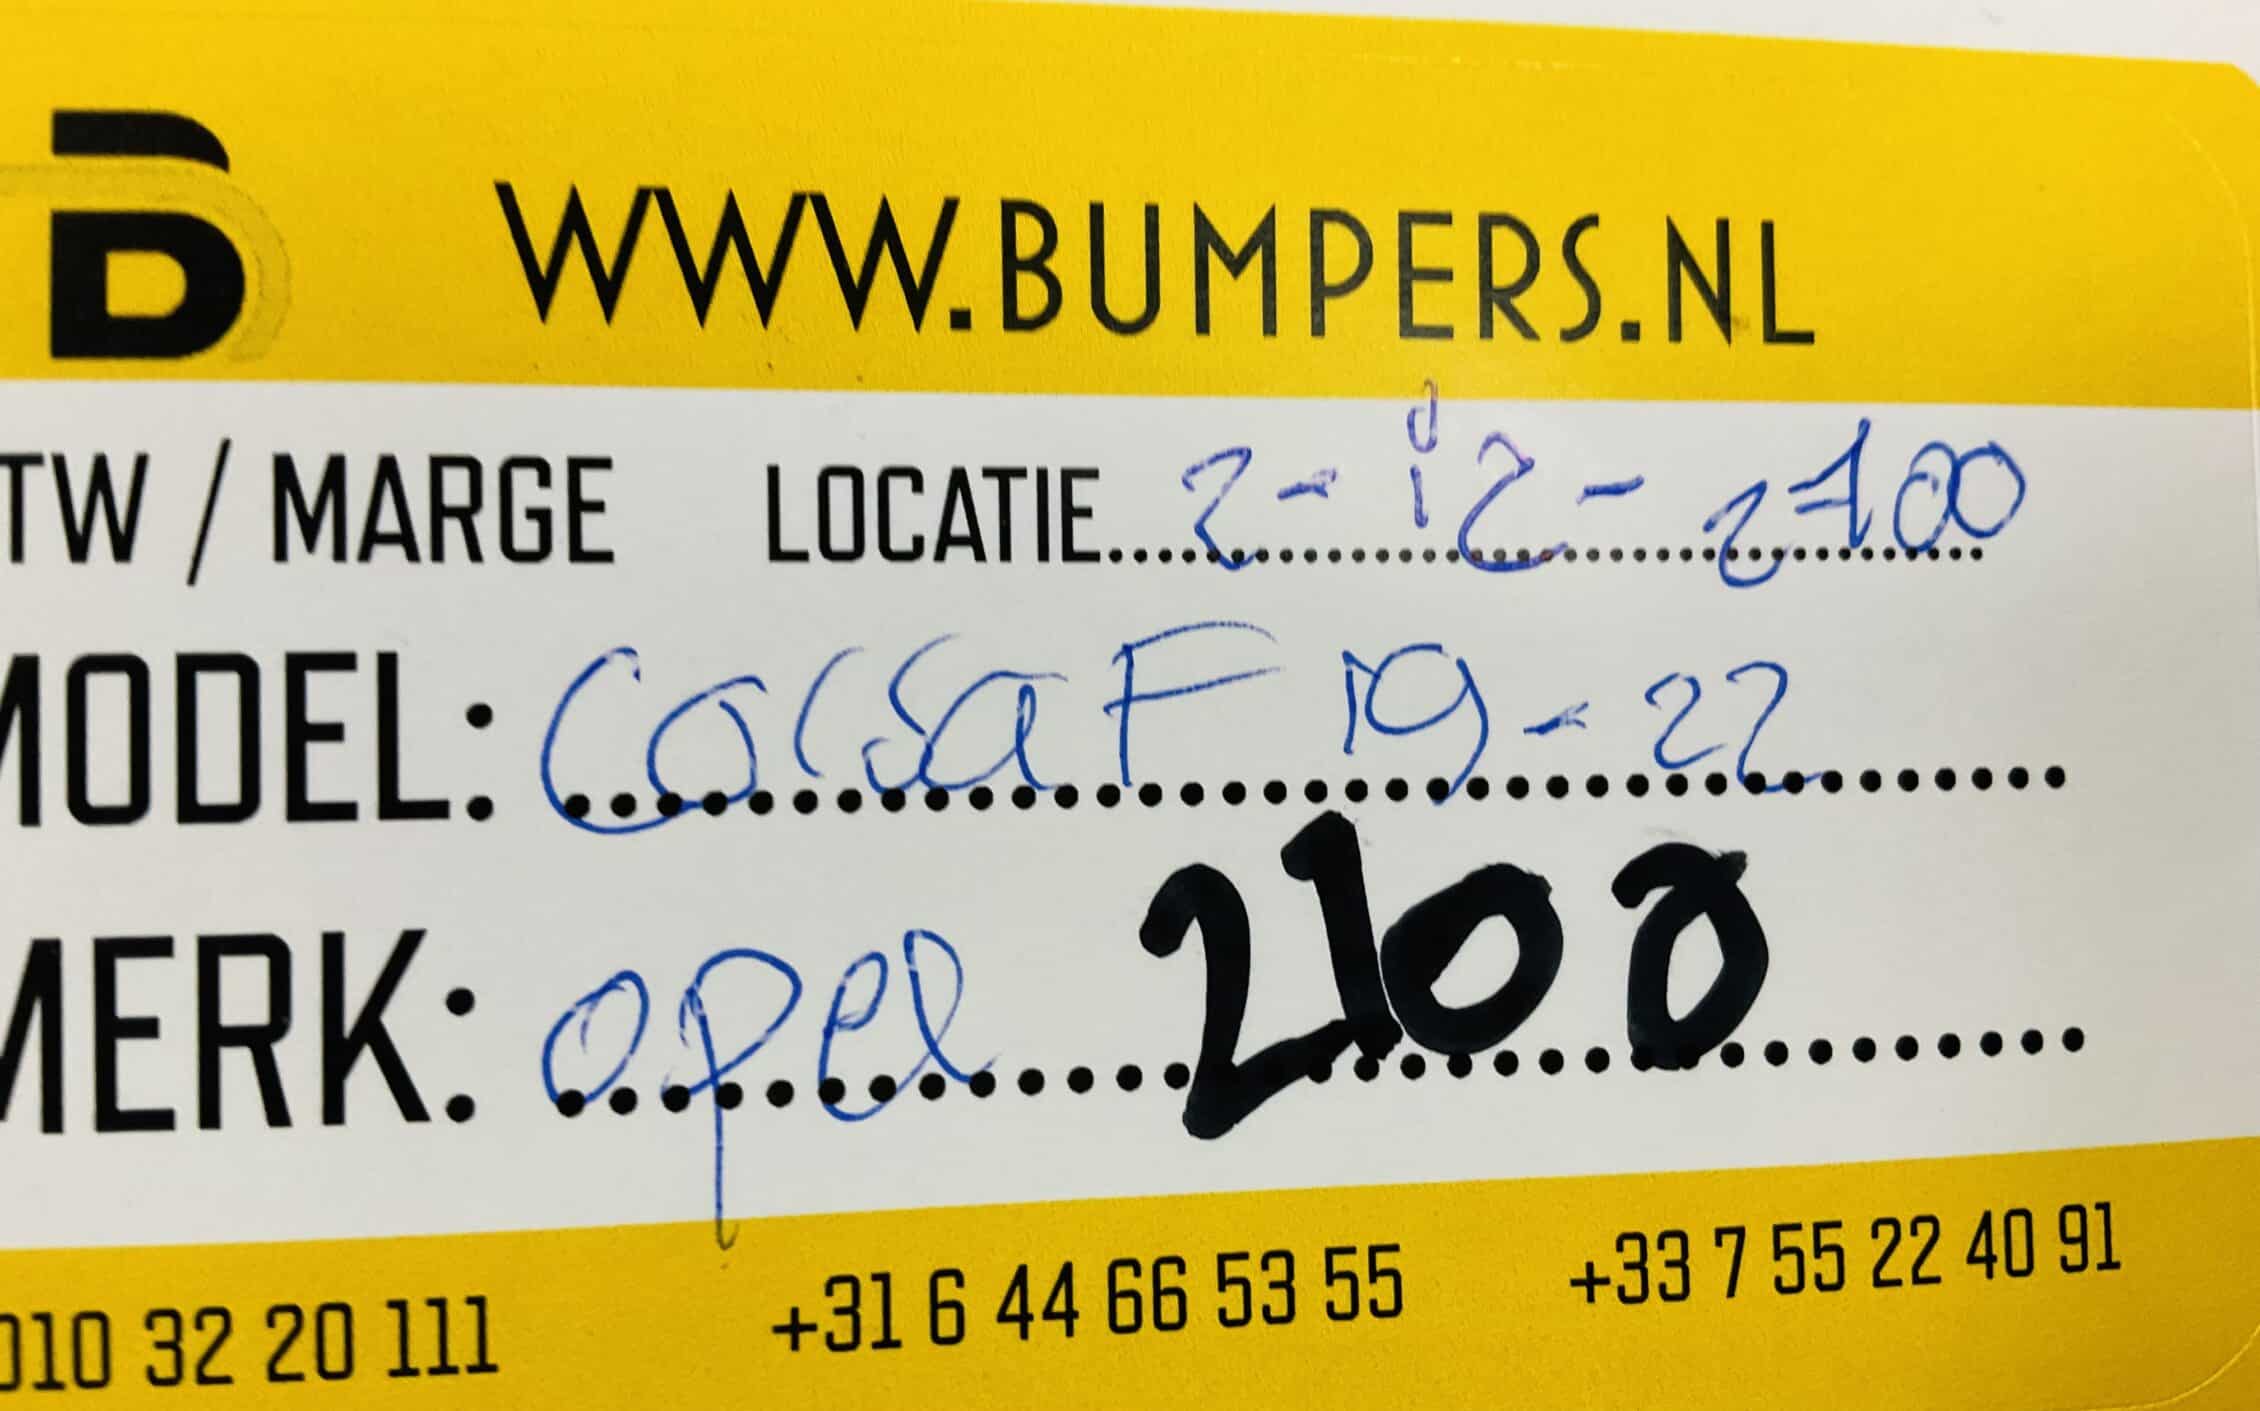 B WWW.BUMPERS.NL
TW / MARGE LOCATIE 2-12-2100
MODEL: CorsaF 19-22
MERK: opel 2100
010 32 20 111 +31 6 44 66 53 55 +33 7 55 22 40 91